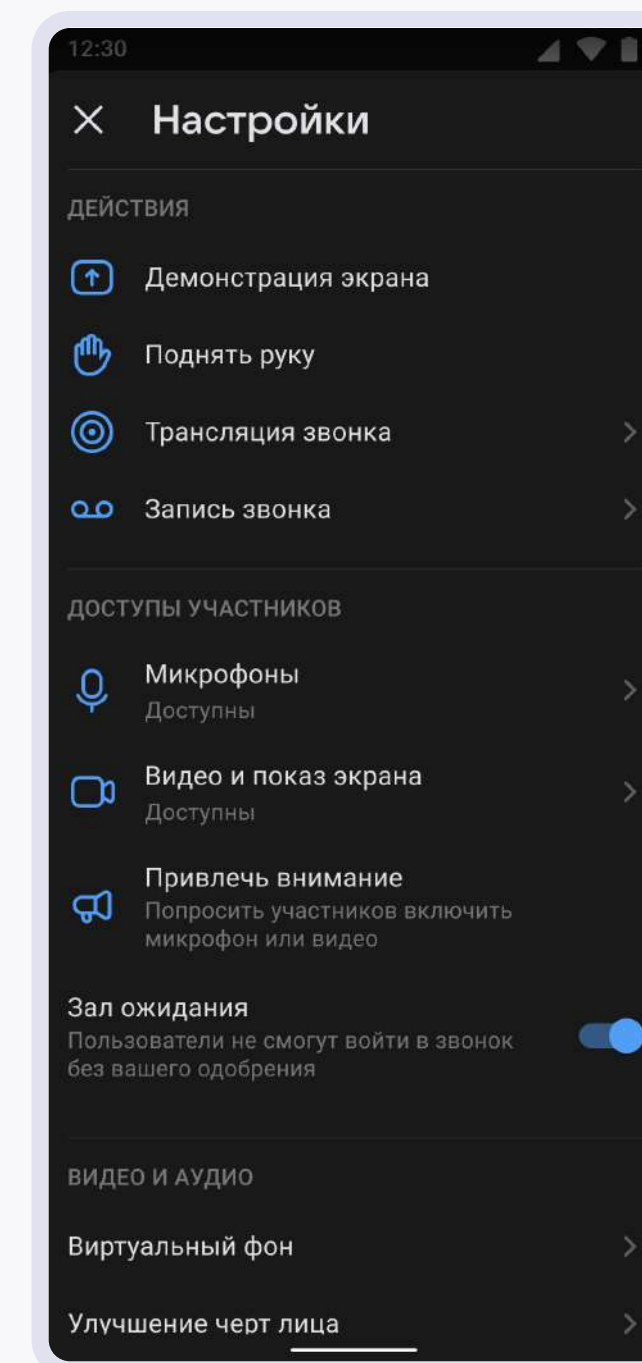 12:30
Настройки
ДЕЙСТВИЯ
Демонстрация экрана
Поднять руку
Трансляция звонка
Запись звонка
ДОСТУПЫ УЧАСТНИКОВ
Микрофоны
Доступны
Видео и показ экрана
Доступны
Привлечь внимание
Попросить участников включить
микрофон или видео
Зал ожидания
Пользователи не смогут войти в звонок
без вашего одобрения
ВИДЕО И АУДИО
Виртуальный фон
Улучшение черт лица